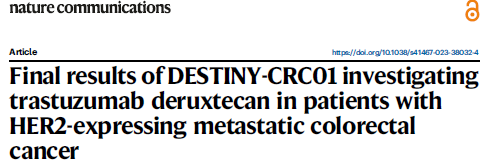 nature communications
Article
https://doi.org/10.1038/s41467-023-38032-4
Final results of DESTINY-CRC01 investigating
trastuzumab deruxtecan in patients with
HER2-expressing metastatic colorectal
cancer